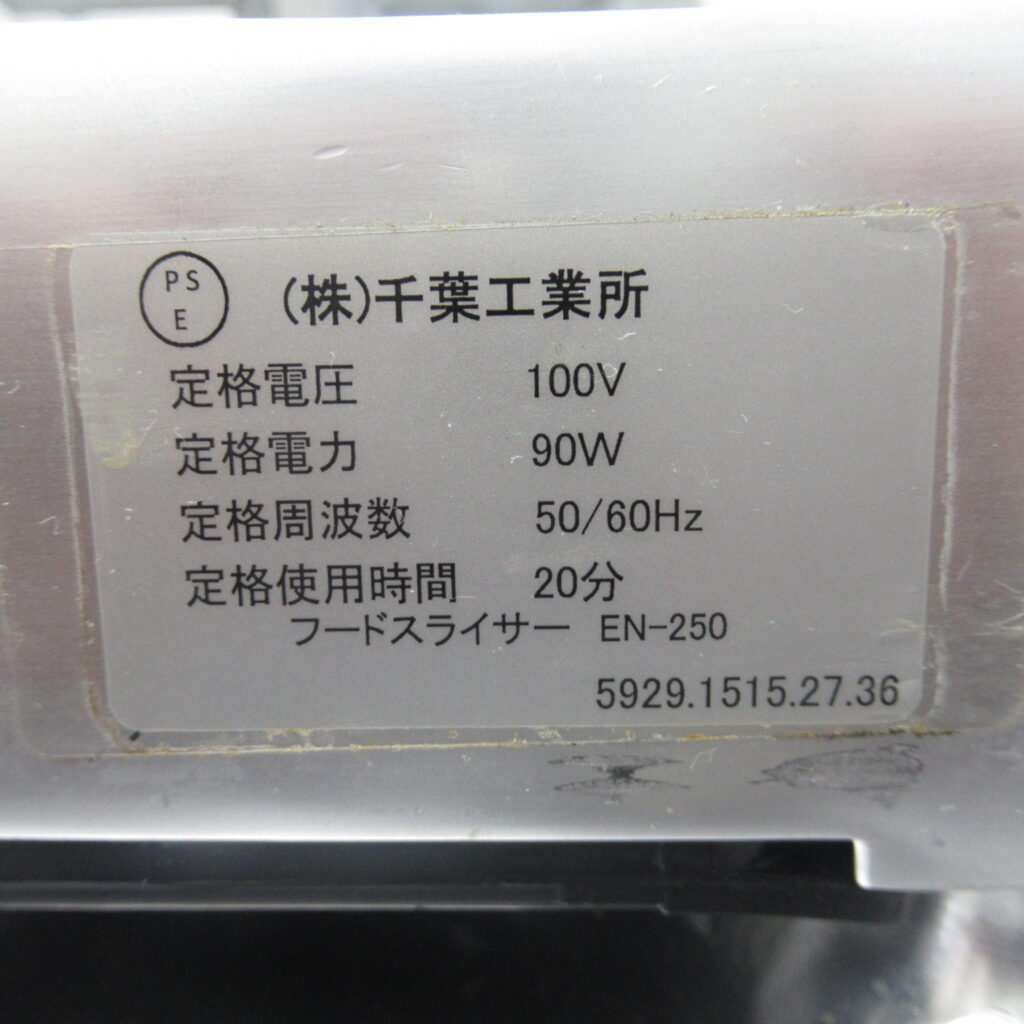 PS
E
(株)千葉工業所
定格電圧 100V
定格電力 90W
定格周波数 50/60Hz
定格使用時間 20分
フードスライサー EN-250
5929.1515.27.36